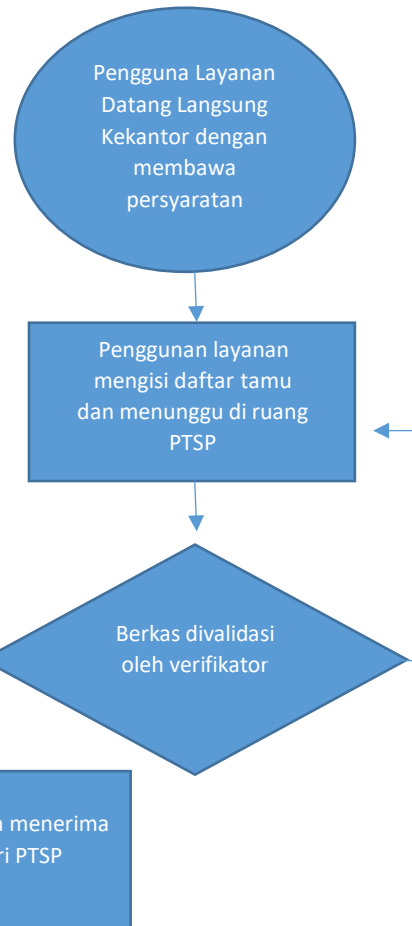 Pengguna Layanan
Datang Langsung
Kekantor dengan
membawa
persyaratan
Penggunan layanan
mengisi daftar tamu
dan menunggu di ruang
PTSP
Berkas divalidasi
oleh verifikator
menerima
PTSP